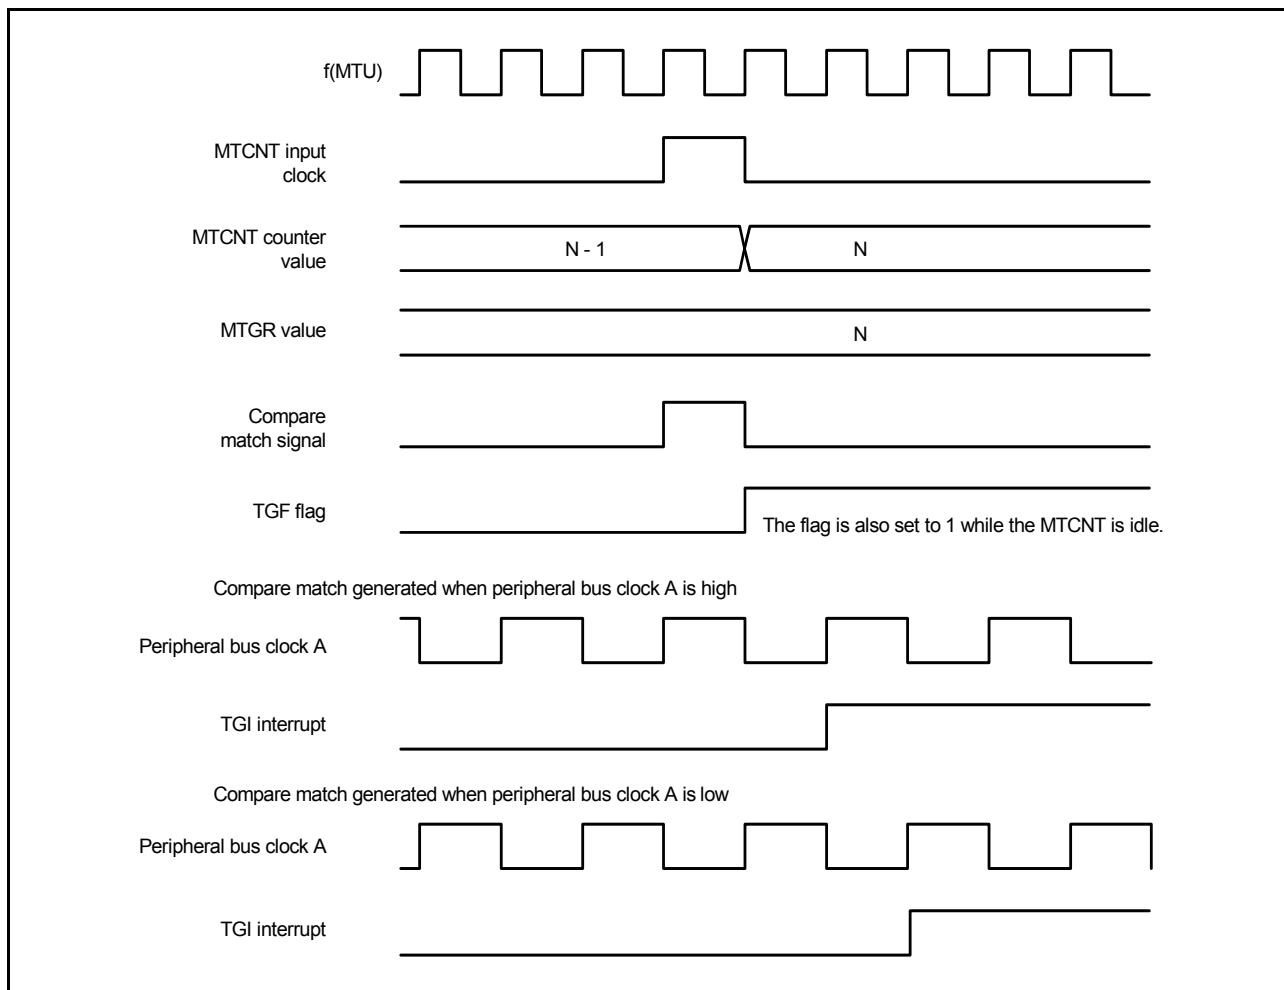 f(MTU)
MTCNT input
clock
MTCNT counter
value
N - 1
N
MTGR value
N
Compare
match signal
TGF flag
The flag is also set to 1 while the MTCNT is idle.
Compare match generated when peripheral bus clock A is high
Peripheral bus clock A
TGI interrupt
Compare match generated when peripheral bus clock A is low
Peripheral bus clock A
TGI interrupt